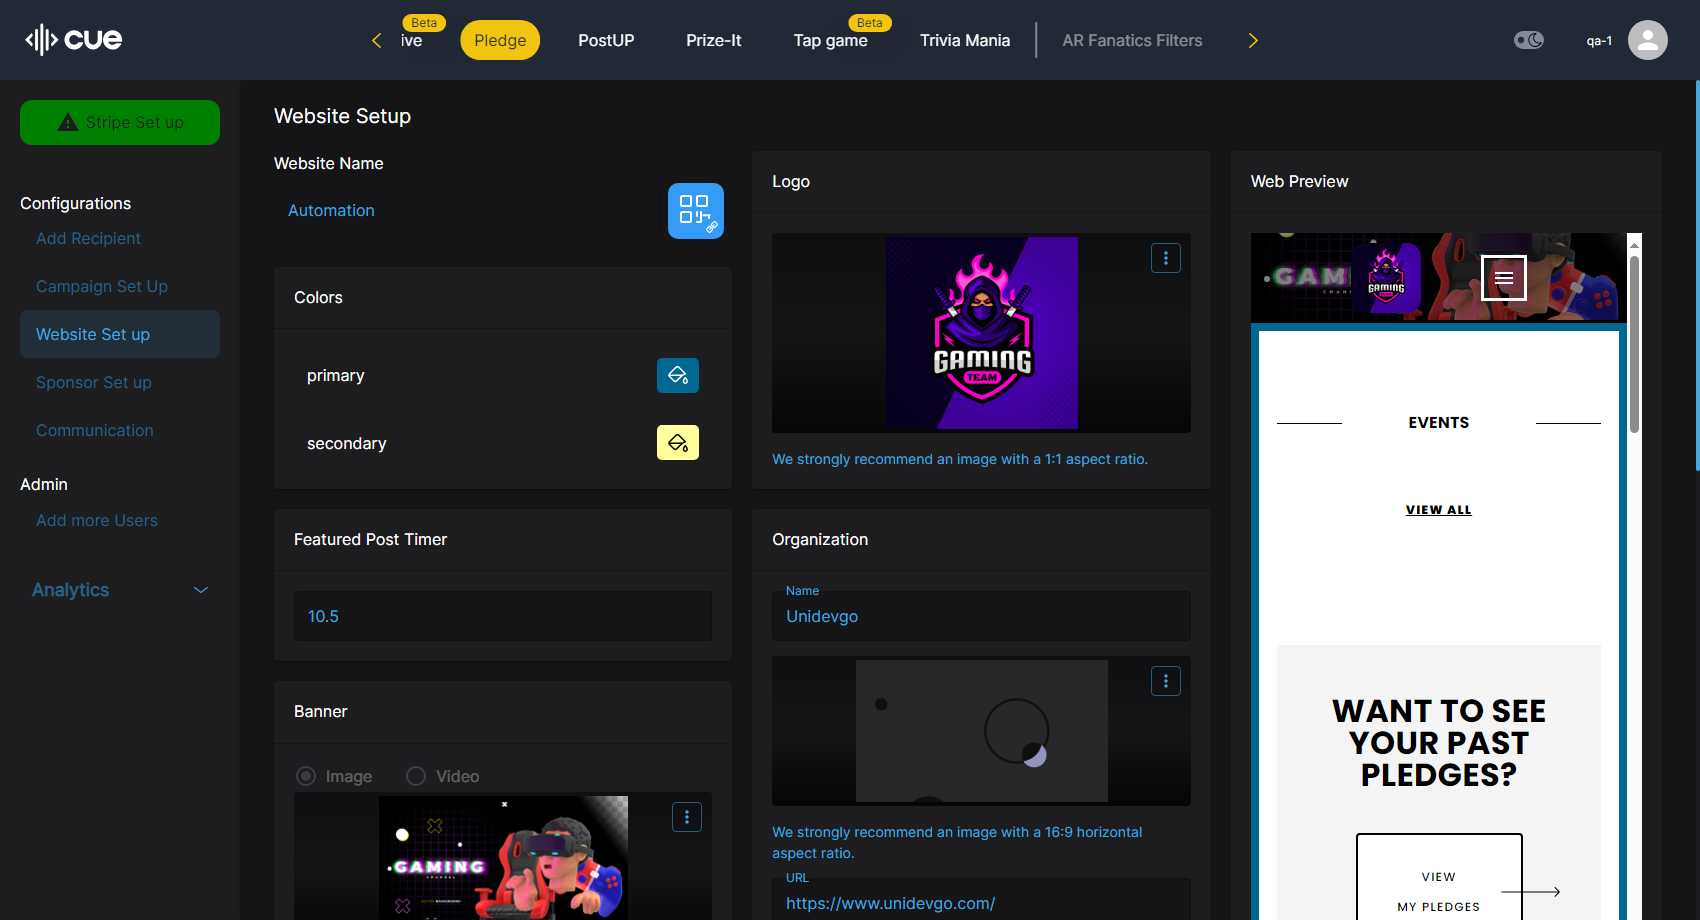 cue
ive
Beta
Pledge
PostUP
Prize-It
Tap game
Beta
Trivia Mania
AR Fanatics Filters
qa-1
Stripe Set up
Configurations
Add Recipient
Campaign Set Up
Website Set up
Sponsor Set up
Communication
Admin
Add more Users
Analytics
Website Setup
Website Name
Automation
Colors
primary
secondary
Featured Post Timer
10.5
Banner
Image
Video
GAMING
CHANNEL
Logo
GAMING
TEAM
We strongly recommend an image with a 1:1 aspect ratio.
Organization
Name
Unidevgo
We strongly recommend an image with a 16:9 horizontal
aspect ratio.
URL
https://www.unidevgo.com/
Web Preview
GAMI
GAMING
TEAM
EVENTS
VIEW ALL
WANT TO SEE
YOUR PAST
PLEDGES?
VIEW
MY PLEDGES